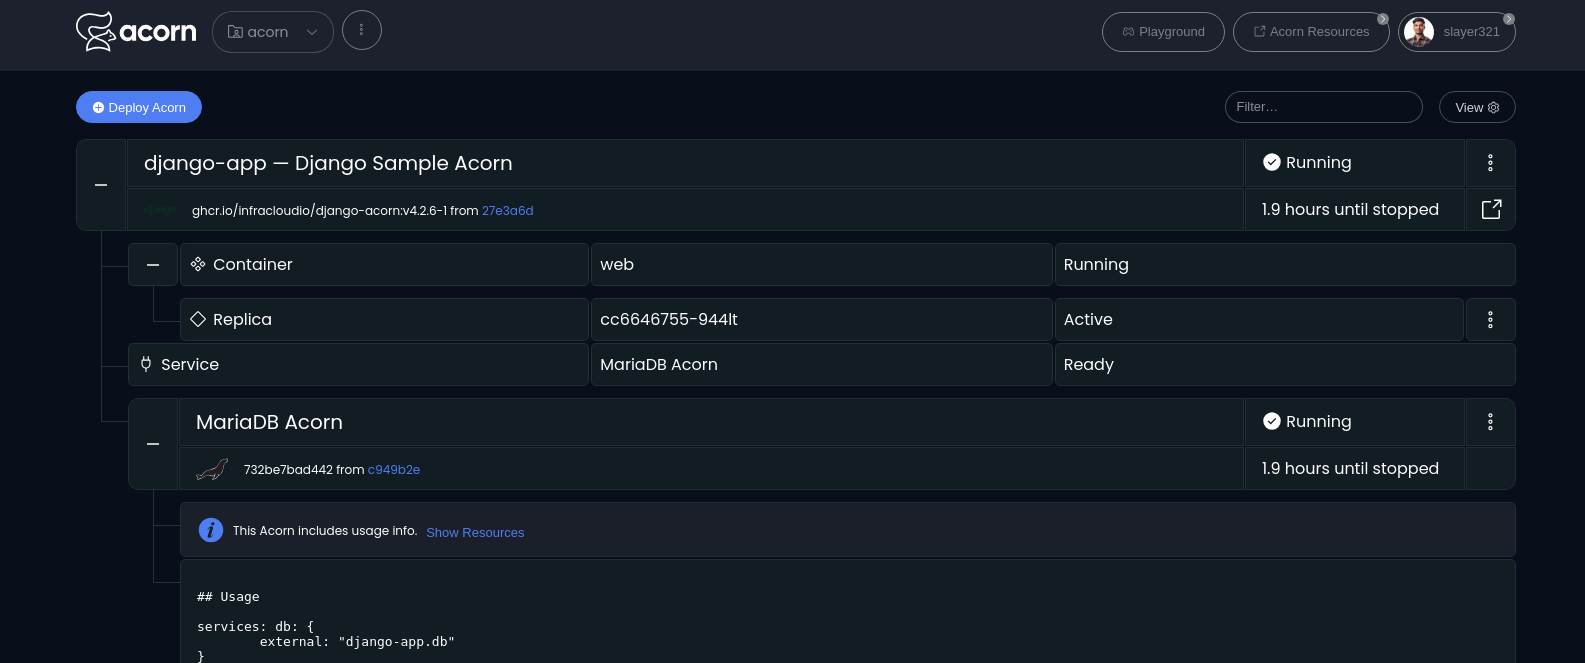 acorn acorn Playground Acorn Resources slayer321
Deploy Acorn Filter... View
django-app — Django Sample Acorn Running
django ghcr.io/infracloudio/django-acorn:v4.2.6-1 from 27e3a6d 1.9 hours until stopped
Container web Running
Replica cc6646755-944lt Active
Service MariaDB Acorn Ready
MariaDB Acorn Running
732be7bad442 from c949b2e 1.9 hours until stopped
This Acorn includes usage info. Show Resources
## Usage
services: db: {
external: "django-app.db"
}